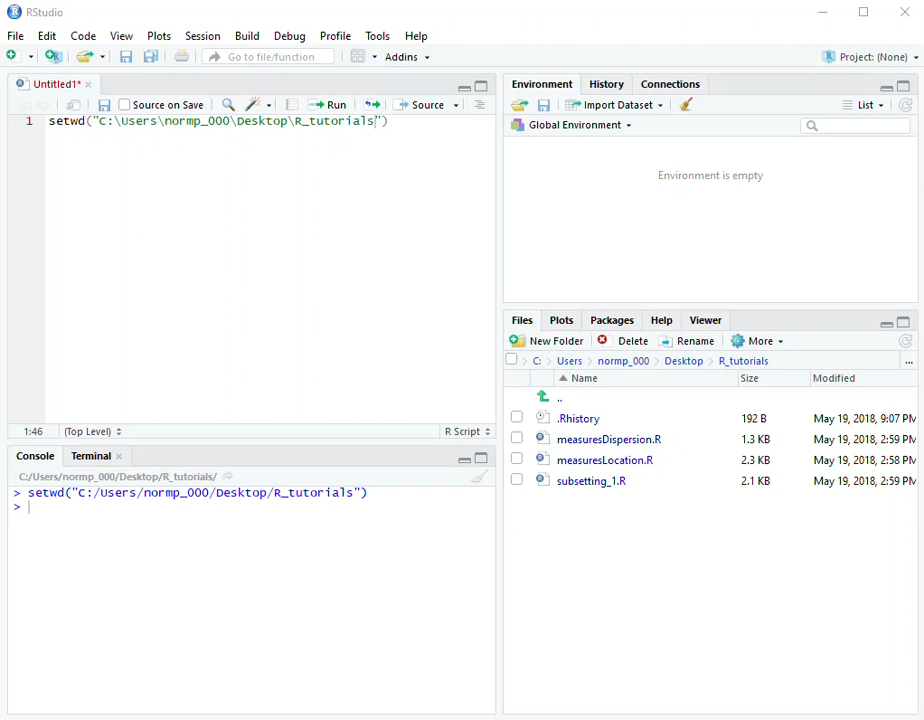 RStudio
File Edit Code View Plots Session Build Debug Profile Tools Help
Go to file/function Addins Project: (None)
Untitled1*
Source on Save Run Source
1 setwd("C:\Users\normp_000\Desktop\R_tutorials")
1:46 (Top Level) R Script
Console Terminal
C:/Users/normp_000/Desktop/R_tutorials/
> setwd("C:/Users/normp_000/Desktop/R_tutorials")
>
Environment History Connections
Import Dataset List
Global Environment
Environment is empty
Files Plots Packages Help Viewer
New Folder Delete Rename More
C: Users normp_000 Desktop R_tutorials ...
Name Size Modified
..
.Rhistory 192 B May 19, 2018, 9:07 PM
measuresDispersion.R 1.3 KB May 19, 2018, 2:59 PM
measuresLocation.R 2.3 KB May 19, 2018, 2:58 PM
subsetting_1.R 2.1 KB May 19, 2018, 2:59 PM